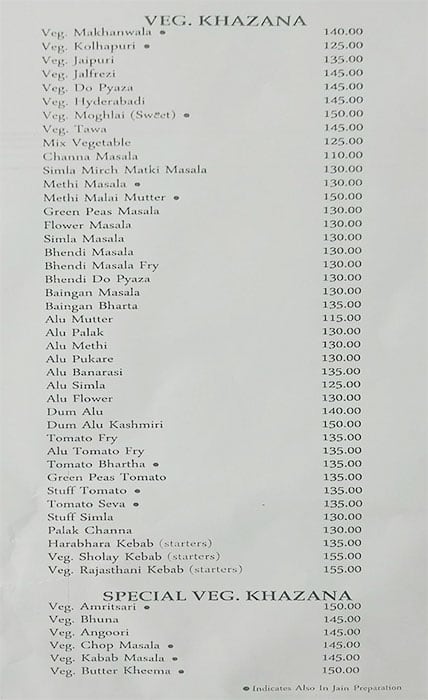 VEG. KHAZANA
Veg. Makhanwala ● 140.00
Veg. Kolhapuri ● 125.00
Veg. Jaipuri 135.00
Veg. Jalfrezi 145.00
Veg. Do Pyaza 145.00
Veg. Hyderabadi 145.00
Veg. Moghlai (Sweet) ● 150.00
Veg. Tawa 145.00
Mix Vegetable 125.00
Channa Masala 110.00
Simla Mirch Matki Masala 130.00
Methi Masala ● 130.00
Methi Malai Mutter ● 150.00
Green Peas Masala 130.00
Flower Masala 130.00
Simla Masala 130.00
Bhendi Masala 130.00
Bhendi Masala Fry 130.00
Bhendi Do Pyaza 130.00
Baingan Masala 130.00
Baingan Bharta 135.00
Alu Mutter 115.00
Alu Palak 130.00
Alu Methi 130.00
Alu Pukare 130.00
Alu Banarasi 135.00
Alu Simla 125.00
Alu Flower 130.00
Dum Alu 140.00
Dum Alu Kashmiri 150.00
Tomato Fry 135.00
Alu Tomato Fry 135.00
Tomato Bhartha ● 135.00
Green Peas Tomato 135.00
Stuff Tomato ● 135.00
Tomato Seva ● 135.00
Stuff Simla 130.00
Palak Channa 130.00
Harabhara Kebab (starters) 135.00
Veg. Sholay Kebab (starters) 155.00
Veg. Rajasthani Kebab (starters) 155.00
SPECIAL VEG. KHAZANA
Veg. Amritsari ● 150.00
Veg. Bhuna 145.00
Veg. Angoori 145.00
Veg. Chop Masala ● 145.00
Veg. Kabab Masala ● 145.00
Veg. Butter Kheema ● 150.00
● Indicates Also In Jain Preparation